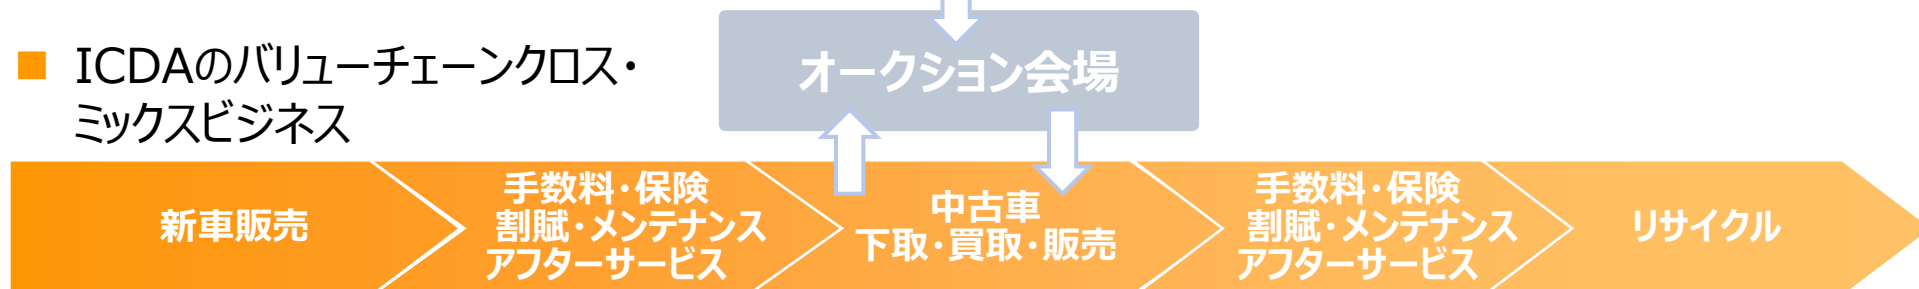 ■ ICDAのバリューチェーンクロス・
ミックスビジネス
オークション会場
新車販売
手数料・保険
割賦・メンテナンス
アフターサービス
中古車
下取・買取・販売
手数料・保険
割賦・メンテナンス
アフターサービス
リサイクル